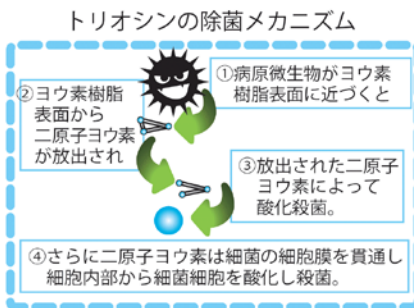 トリオシンの除菌メカニズム
①病原微生物がヨウ素
樹脂表面に近づくと
②ヨウ素樹脂
表面から
二原子ヨウ素
が放出され
③放出された二原子
ヨウ素によって
酸化殺菌。
④さらに二原子ヨウ素は細菌の細胞膜を貫通し
細胞内部から細菌細胞を酸化し殺菌。